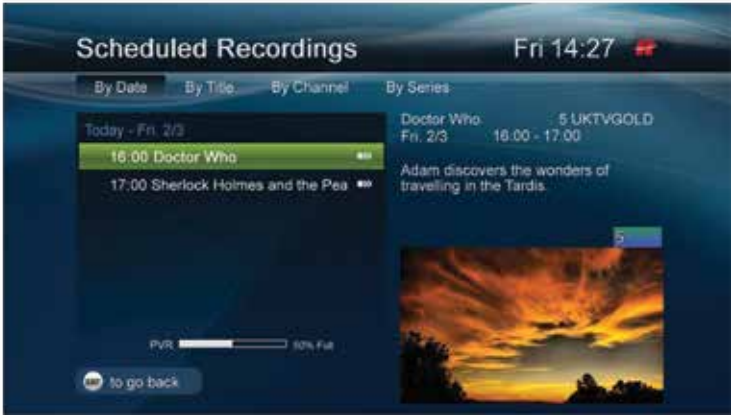 Scheduled Recordings
Fri 14:27
By Date By Title By Channel By Series
Today - Fri. 2/3
16:00 Doctor Who
17:00 Sherlock Holmes and the Pea
Doctor Who 5 UKTVGOLD
Fri. 2/3 16:00 - 17:00
Adam discovers the wonders of
travelling in the Tardis.
5
PVR 50% Full
to go back